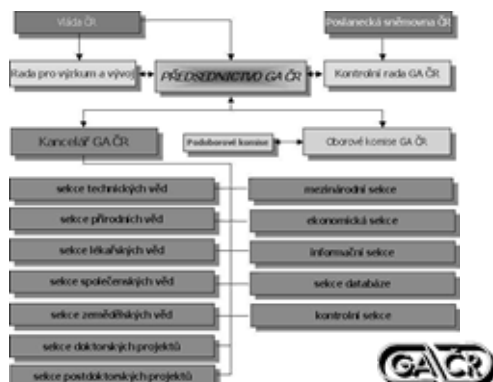 Vláda ČR
Poslanecká sněmovna ČR
Rada pro výzkum a vývoj
PŘEDSEDNICTVO GA ČR
Kontrolní rada GA ČR
Kancelář GA ČR
Podoborové komise
Oborové komise GA ČR
sekce technických věd
mezinárodní sekce
sekce přírodních věd
ekonomická sekce
sekce lékařských věd
informační sekce
sekce společenských věd
sekce databáze
sekce zemědělských věd
kontrolní sekce
sekce doktorských projektů
sekce postdoktorských projektů
GAČR